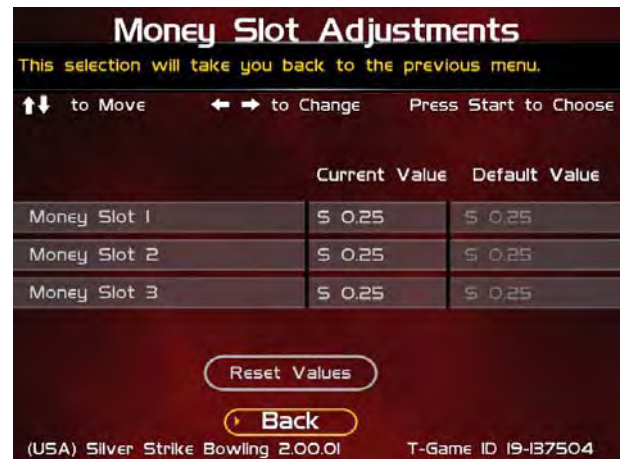 Money Slot Adjustments
This selection will take you back to the previous menu.
to Move to Change Press Start to Choose
Current Value Default Value
Money Slot 1 $ 0.25 $ 0.25
Money Slot 2 $ 0.25 $ 0.25
Money Slot 3 $ 0.25 $ 0.25
Reset Values
Back
(USA) Silver Strike Bowling 2.00.01 T-Game ID 19-137504